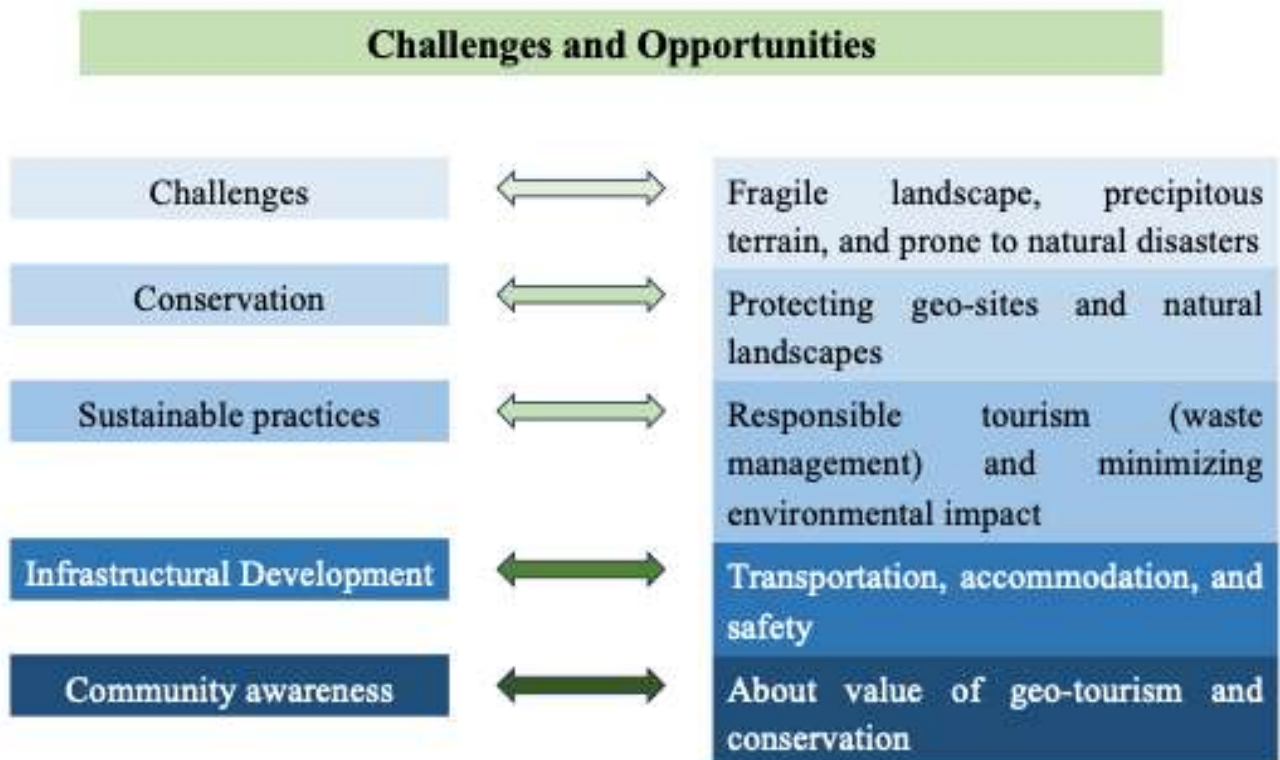 Challenges and Opportunities
Challenges
Fragile landscape, precipitous
terrain, and prone to natural disasters
Conservation
Protecting geo-sites and natural
landscapes
Sustainable practices
Responsible tourism (waste
management) and minimizing
environmental impact
Infrastructural Development
Transportation, accommodation, and
safety
Community awareness
About value of geo-tourism and
conservation